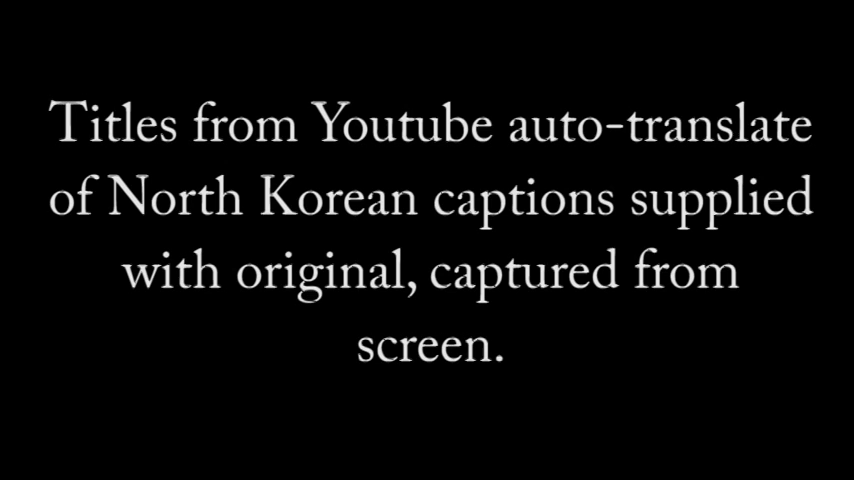 Titles from Youtube auto-translate
of North Korean captions supplied
with original, captured from
screen.